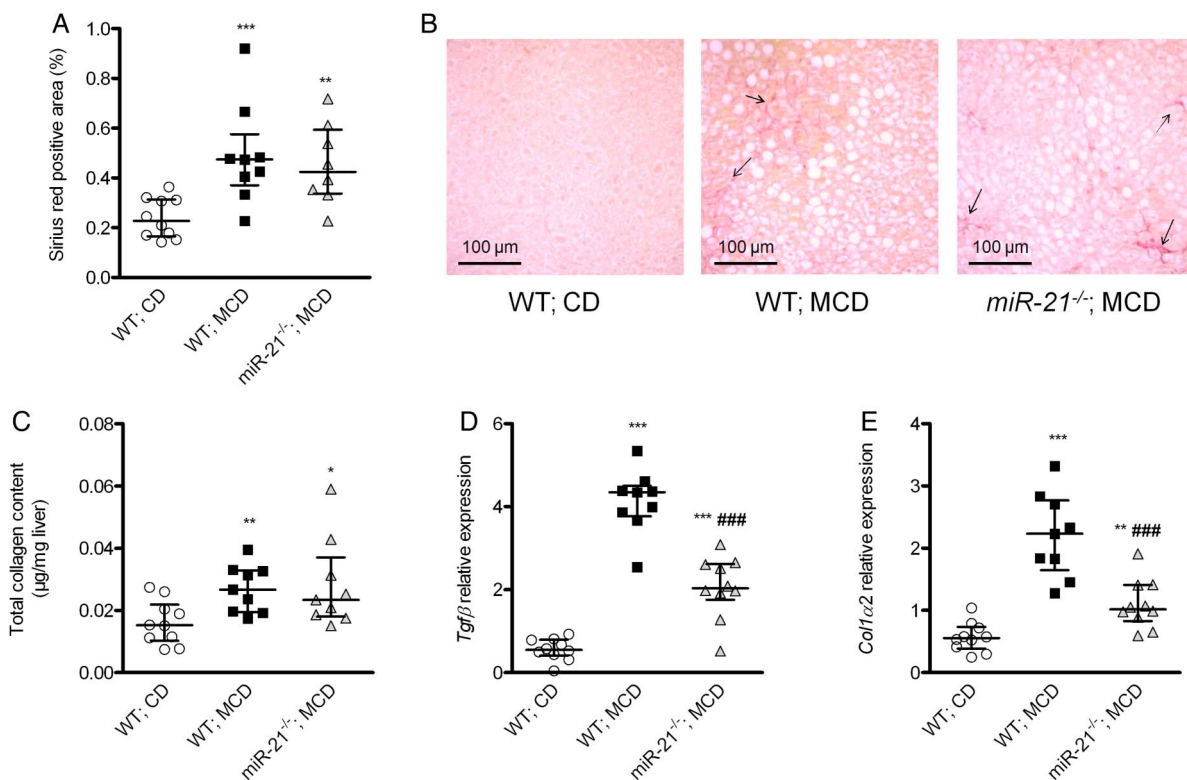 A
Sirius red positive area (%)
1.0
0.8
0.6
0.4
0.2
0.0
***
**
WT; CD
WT; MCD
miR-21⁻/⁻; MCD
B
100 µm
100 µm
100 µm
WT; CD
WT; MCD
miR-21⁻/⁻; MCD
C
Total collagen content
(µg/mg liver)
0.08
0.06
0.04
0.02
0.00
**
*
WT; CD
WT; MCD
miR-21⁻/⁻; MCD
D
Tgfβ relative expression
6
4
2
0
***
*** ###
WT; CD
WT; MCD
miR-21⁻/⁻; MCD
E
Col1α2 relative expression
4
3
2
1
0
***
** ###
WT; CD
WT; MCD
miR-21⁻/⁻; MCD